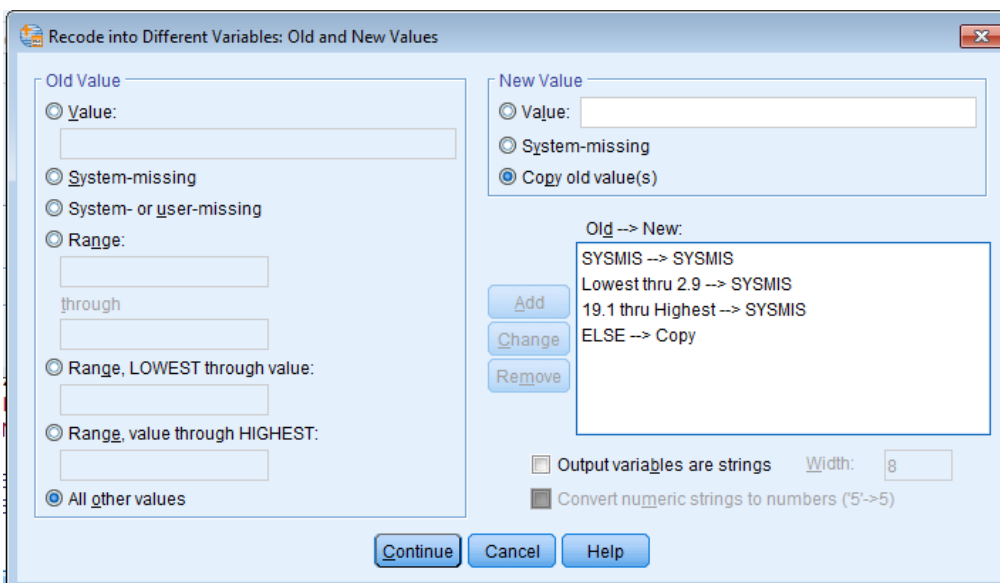 Recode into Different Variables: Old and New Values
Old Value
Value:
System-missing
System- or user-missing
Range:
through
Range, LOWEST through value:
Range, value through HIGHEST:
All other values
New Value
Value:
System-missing
Copy old value(s)
Old --> New:
SYSMIS --> SYSMIS
Lowest thru 2.9 --> SYSMIS
19.1 thru Highest --> SYSMIS
ELSE --> Copy
Add
Change
Remove
Output variables are strings Width: 8
Convert numeric strings to numbers ('5'->5)
Continue Cancel Help